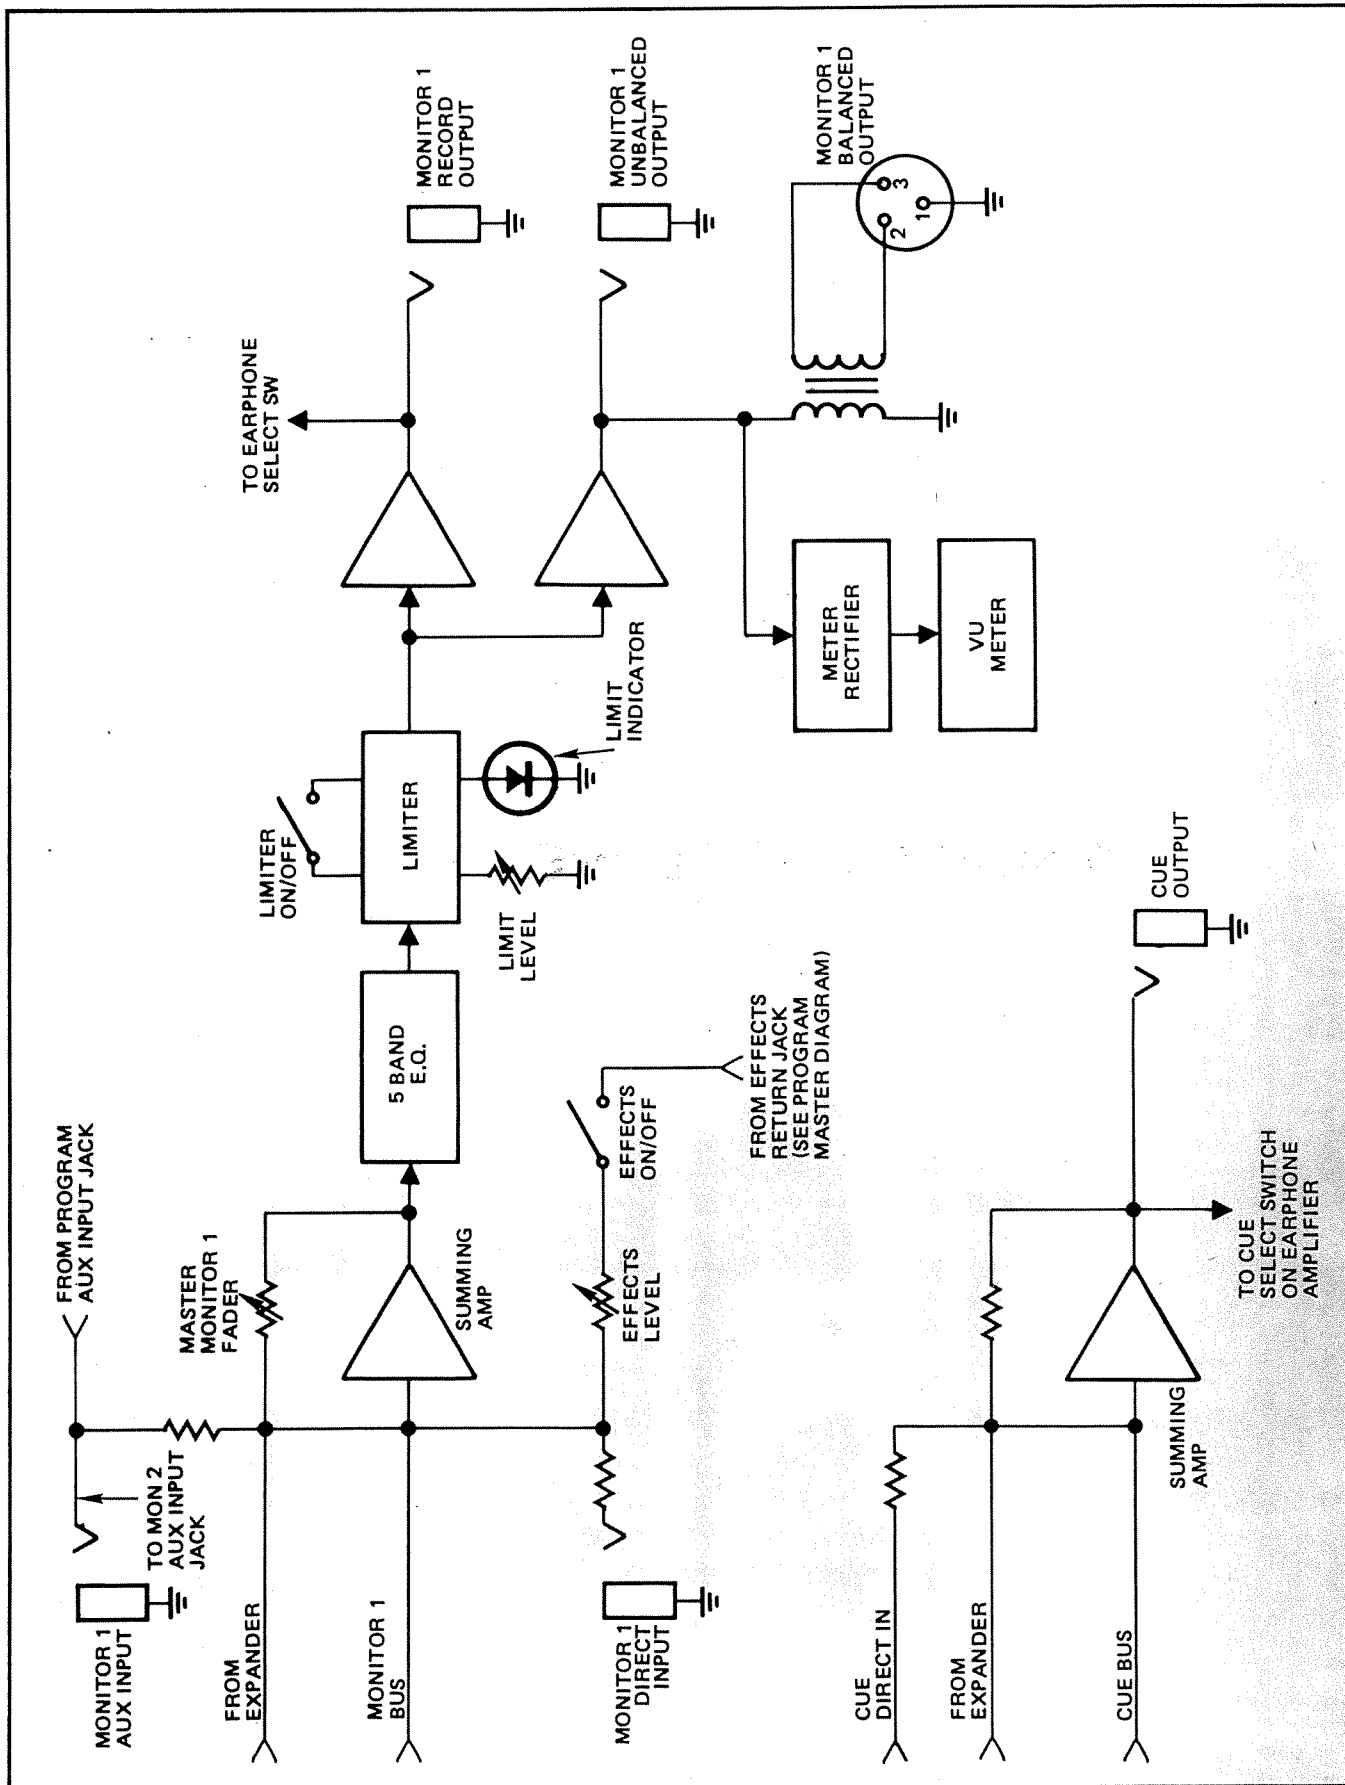 MONITOR 1
AUX INPUT
TO MON 2
AUX INPUT
JACK
FROM PROGRAM
AUX INPUT JACK
FROM
EXPANDER
MASTER
MONITOR 1
FADER
MONITOR 1
BUS
SUMMING
AMP
5 BAND
E.Q.
LIMITER
ON/OFF
LIMITER
LIMIT
LEVEL
LIMIT
INDICATOR
TO EARPHONE
SELECT SW
MONITOR 1
RECORD
OUTPUT
MONITOR 1
UNBALANCED
OUTPUT
MONITOR 1
BALANCED
OUTPUT
2
3
1
METER
RECTIFIER
VU
METER
MONITOR 1
DIRECT
INPUT
EFFECTS
LEVEL
EFFECTS
ON/OFF
FROM EFFECTS
RETURN JACK
(SEE PROGRAM
MASTER DIAGRAM)
CUE
DIRECT IN
FROM
EXPANDER
CUE BUS
SUMMING
AMP
TO CUE
SELECT SWITCH
ON EARPHONE
AMPLIFIER
CUE
OUTPUT